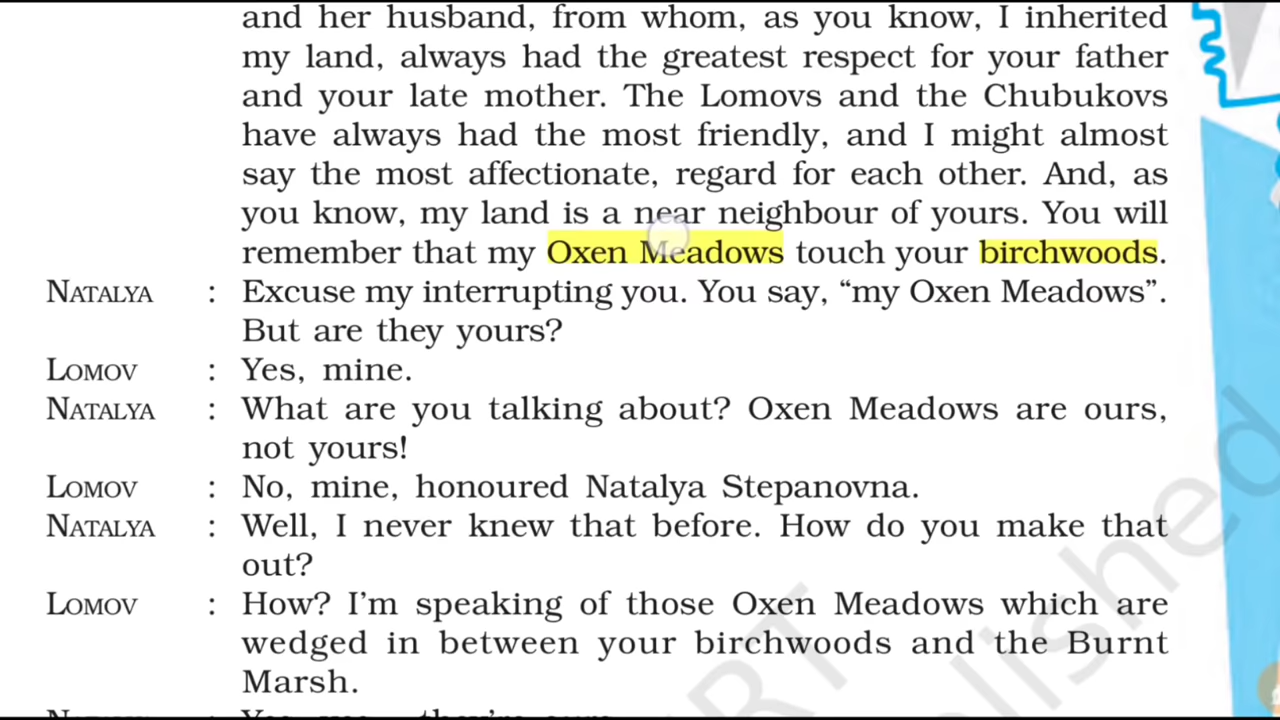 and her husband, from whom, as you know, I inherited
my land, always had the greatest respect for your father
and your late mother. The Lomovs and the Chubukovs
have always had the most friendly, and I might almost
say the most affectionate, regard for each other. And, as
you know, my land is a near neighbour of yours. You will
remember that my Oxen Meadows touch your birchwoods.
NATALYA : Excuse my interrupting you. You say, “my Oxen Meadows”.
But are they yours?
LOMOV : Yes, mine.
NATALYA : What are you talking about? Oxen Meadows are ours,
not yours!
LOMOV : No, mine, honoured Natalya Stepanovna.
NATALYA : Well, I never knew that before. How do you make that
out?
LOMOV : How? I’m speaking of those Oxen Meadows which are
wedged in between your birchwoods and the Burnt
Marsh.